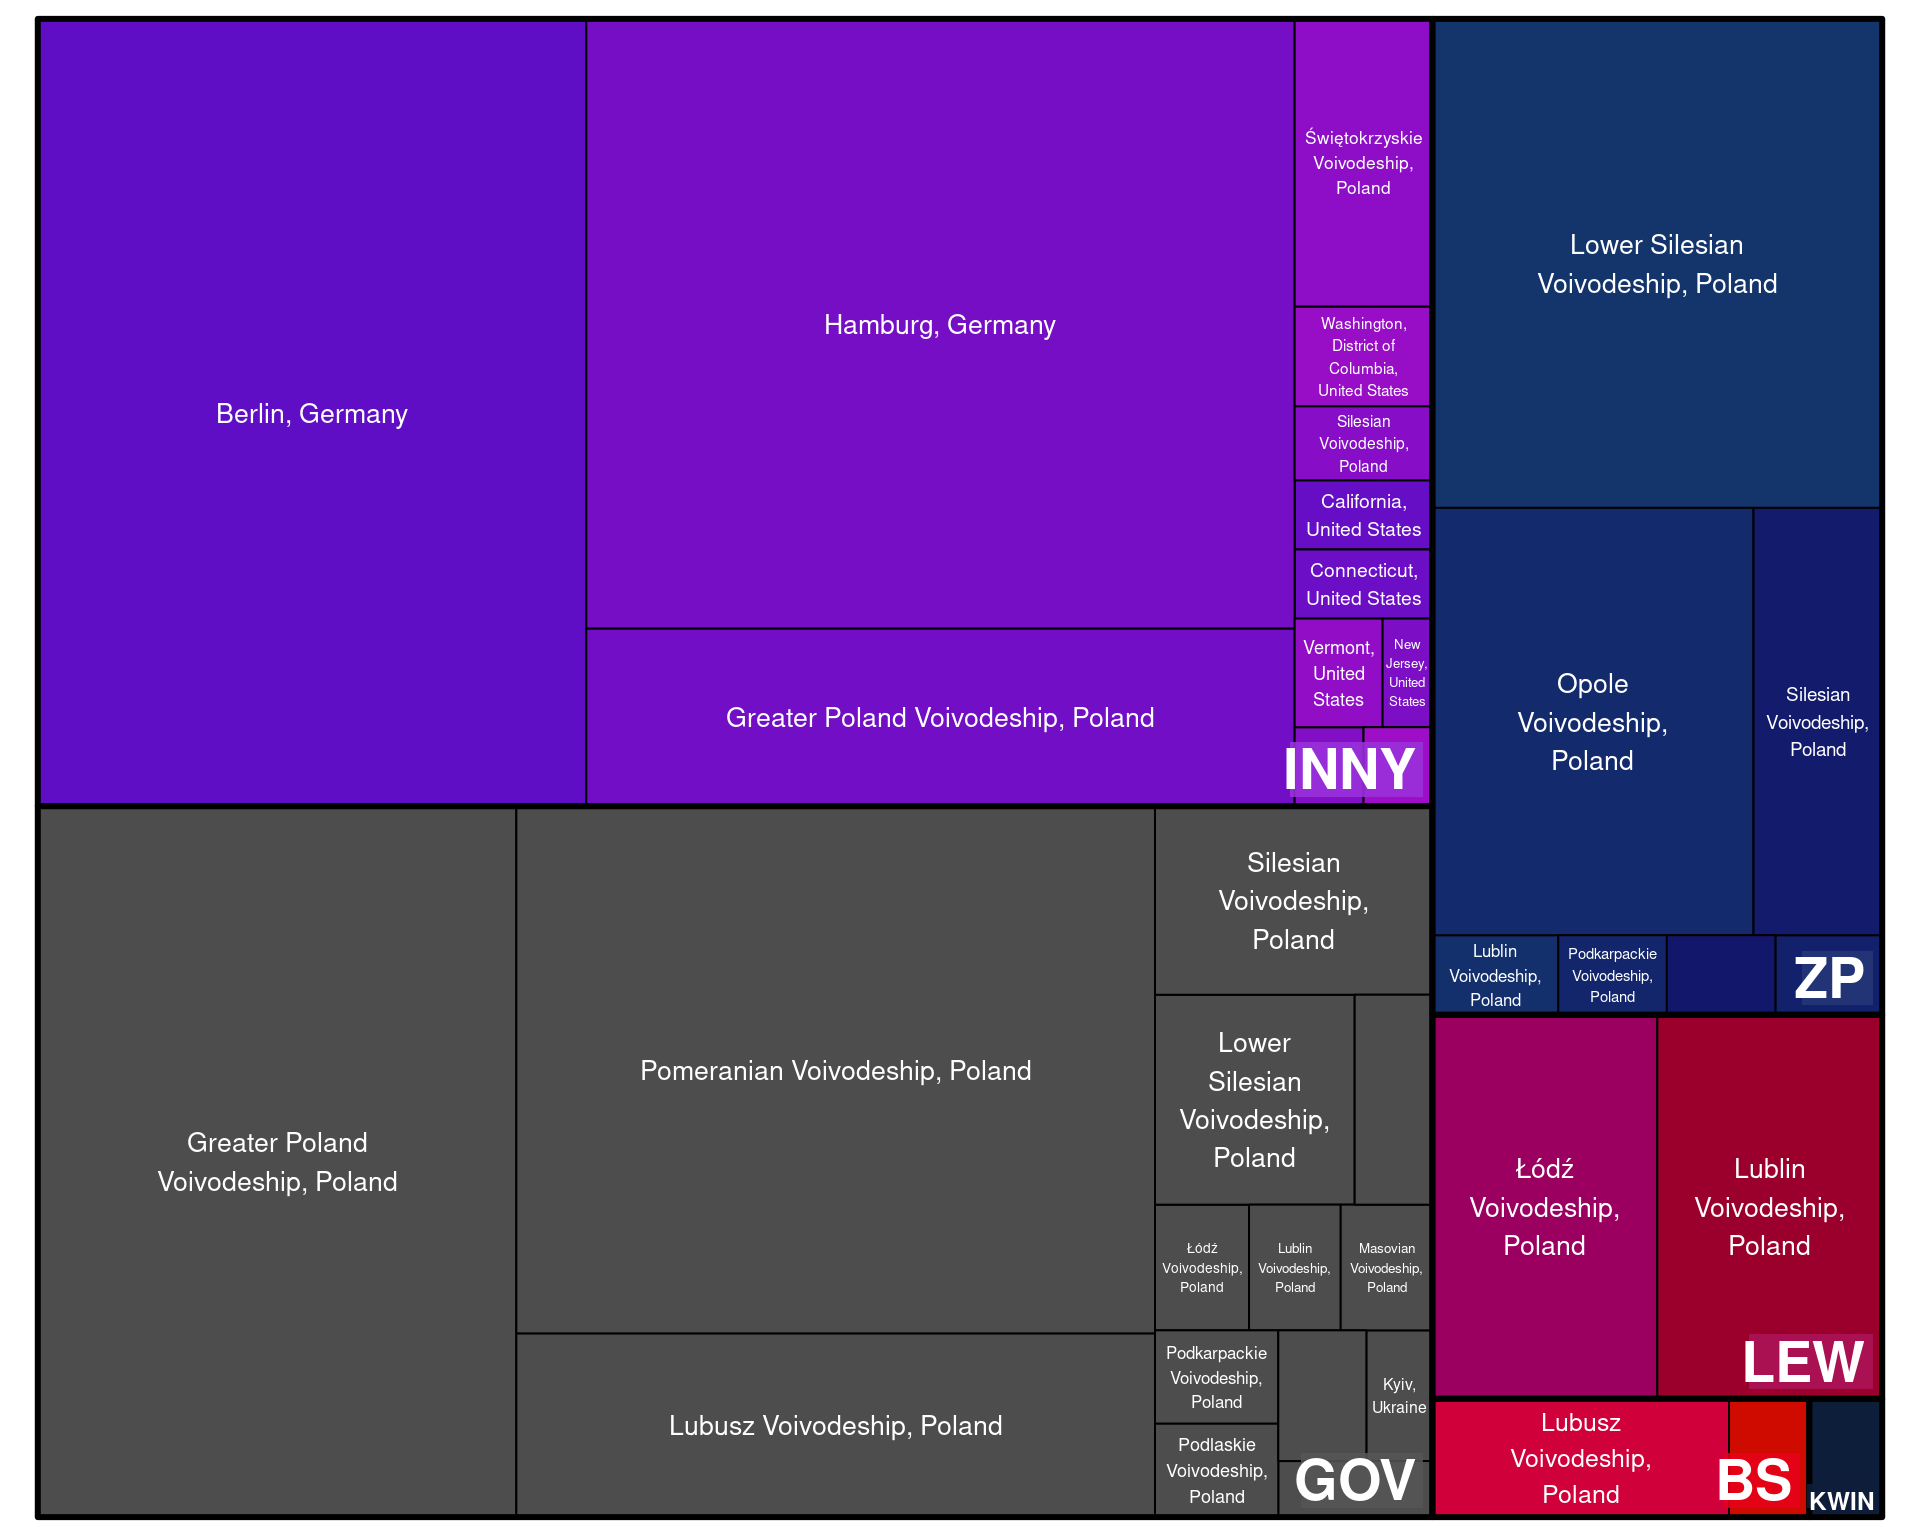 Berlin, Germany
Hamburg, Germany
Greater Poland Voivodeship, Poland
Świętokrzyskie
Voivodeship,
Poland
Washington,
District of
Columbia,
United States
Silesian
Voivodeship,
Poland
California,
United States
Connecticut,
United States
Vermont,
United
States
New
Jersey,
United
States
INNY
Greater Poland
Voivodeship, Poland
Pomeranian Voivodeship, Poland
Lubusz Voivodeship, Poland
Silesian
Voivodeship,
Poland
Lower
Silesian
Voivodeship,
Poland
Łódź
Voivodeship,
Poland
Lublin
Voivodeship,
Poland
Masovian
Voivodeship,
Poland
Podkarpackie
Voivodeship,
Poland
Podlaskie
Voivodeship,
Poland
Kyiv,
Ukraine
GOV
Lower Silesian
Voivodeship, Poland
Opole
Voivodeship,
Poland
Silesian
Voivodeship,
Poland
Lublin
Voivodeship,
Poland
Podkarpackie
Voivodeship,
Poland
ZP
Łódź
Voivodeship,
Poland
Lublin
Voivodeship,
Poland
LEW
Lubusz
Voivodeship,
Poland
BS
KWIN